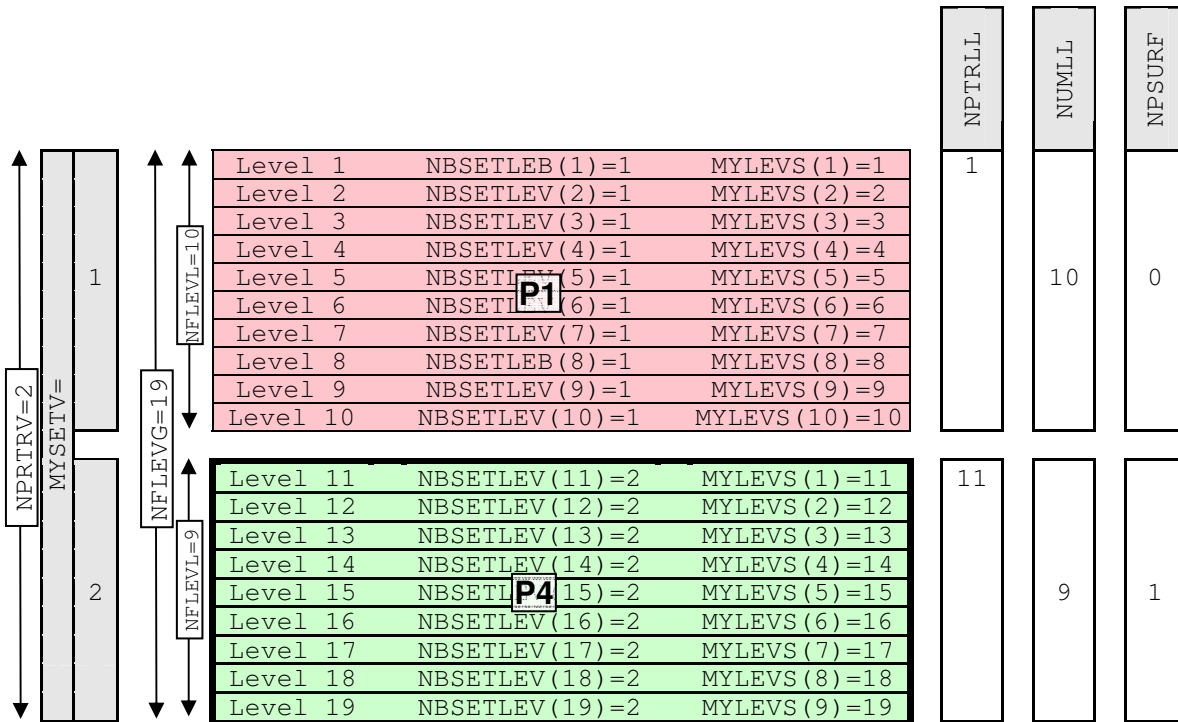 NPTRLL
NUMLL
NPSURF
NPRTRV=2
MYSETV=
1
NFLEVG=19
NFLEVL=10
Level 1 NBSETLEB(1)=1 MYLEVS(1)=1
Level 2 NBSETLEV(2)=1 MYLEVS(2)=2
Level 3 NBSETLEV(3)=1 MYLEVS(3)=3
Level 4 NBSETLEV(4)=1 MYLEVS(4)=4
Level 5 (5)=1 MYLEVS(5)=5
P1
Level 6 (6)=1 MYLEVS(6)=6
Level 7 NBSETLEV(7)=1 MYLEVS(7)=7
Level 8 NBSETLEB(8)=1 MYLEVS(8)=8
Level 9 NBSETLEV(9)=1 MYLEVS(9)=9
Level 10 NBSETLEV(10)=1 MYLEVS(10)=10
1
10
0
2
NFLEVL=9
Level 11 NBSETLEV(11)=2 MYLEVS(1)=11
Level 12 NBSETLEV(12)=2 MYLEVS(2)=12
Level 13 NBSETLEV(13)=2 MYLEVS(3)=13
Level 14 NBSETLEV(14)=2 MYLEVS(4)=14
Level 15 (15)=2 MYLEVS(5)=15
P4
Level 16 NBSETLEV(16)=2 MYLEVS(6)=16
Level 17 NBSETLEV(17)=2 MYLEVS(7)=17
Level 18 NBSETLEV(18)=2 MYLEVS(8)=18
Level 19 NBSETLEV(19)=2 MYLEVS(9)=19
11
9
1